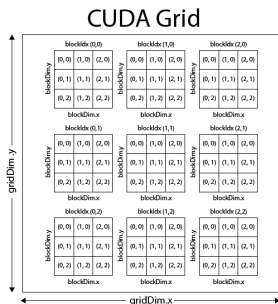 CUDA Grid
blockIdx (0,0) blockIdx (1,0) blockIdx (2,0)
blockDim.y (0, 0) (1, 0) (2, 0) blockDim.y (0, 0) (1, 0) (2, 0) blockDim.y (0, 0) (1, 0) (2, 0)
(0, 1) (1, 1) (2, 1) (0, 1) (1, 1) (2, 1) (0, 1) (1, 1) (2, 1)
(0, 2) (1, 2) (2, 2) (0, 2) (1, 2) (2, 2) (0, 2) (1, 2) (2, 2)
blockDim.x blockDim.x blockDim.x
blockIdx (0,1) blockIdx (1,1) blockIdx (2,1)
gridDim.y
blockDim.y (0, 0) (1, 0) (2, 0) blockDim.y (0, 0) (1, 0) (2, 0) blockDim.y (0, 0) (1, 0) (2, 0)
(0, 1) (1, 1) (2, 1) (0, 1) (1, 1) (2, 1) (0, 1) (1, 1) (2, 1)
(0, 2) (1, 2) (2, 2) (0, 2) (1, 2) (2, 2) (0, 2) (1, 2) (2, 2)
blockDim.x blockDim.x blockDim.x
blockIdx (0,2) blockIdx (1,2) blockIdx (2,2)
blockDim.y (0, 0) (1, 0) (2, 0) blockDim.y (0, 0) (1, 0) (2, 0) blockDim.y (0, 0) (1, 0) (2, 0)
(0, 1) (1, 1) (2, 1) (0, 1) (1, 1) (2, 1) (0, 1) (1, 1) (2, 1)
(0, 2) (1, 2) (2, 2) (0, 2) (1, 2) (2, 2) (0, 2) (1, 2) (2, 2)
blockDim.x blockDim.x blockDim.x
gridDim.x